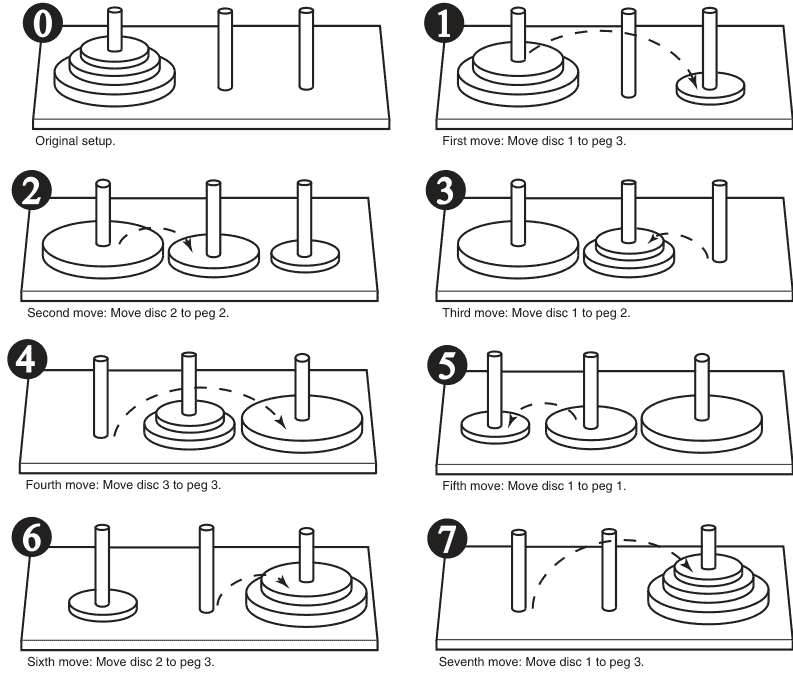 0
Original setup.
1
First move: Move disc 1 to peg 3.
2
Second move: Move disc 2 to peg 2.
3
Third move: Move disc 1 to peg 2.
4
Fourth move: Move disc 3 to peg 3.
5
Fifth move: Move disc 1 to peg 1.
6
Sixth move: Move disc 2 to peg 3.
7
Seventh move: Move disc 1 to peg 3.